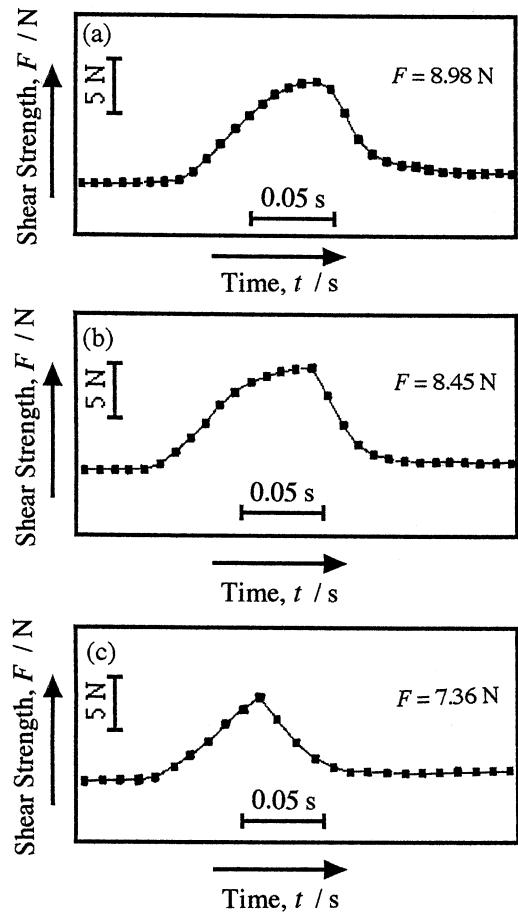 (a)
Shear Strength, F / N
5 N
F = 8.98 N
0.05 s
Time, t / s
(b)
Shear Strength, F / N
5 N
F = 8.45 N
0.05 s
Time, t / s
(c)
Shear Strength, F / N
5 N
F = 7.36 N
0.05 s
Time, t / s